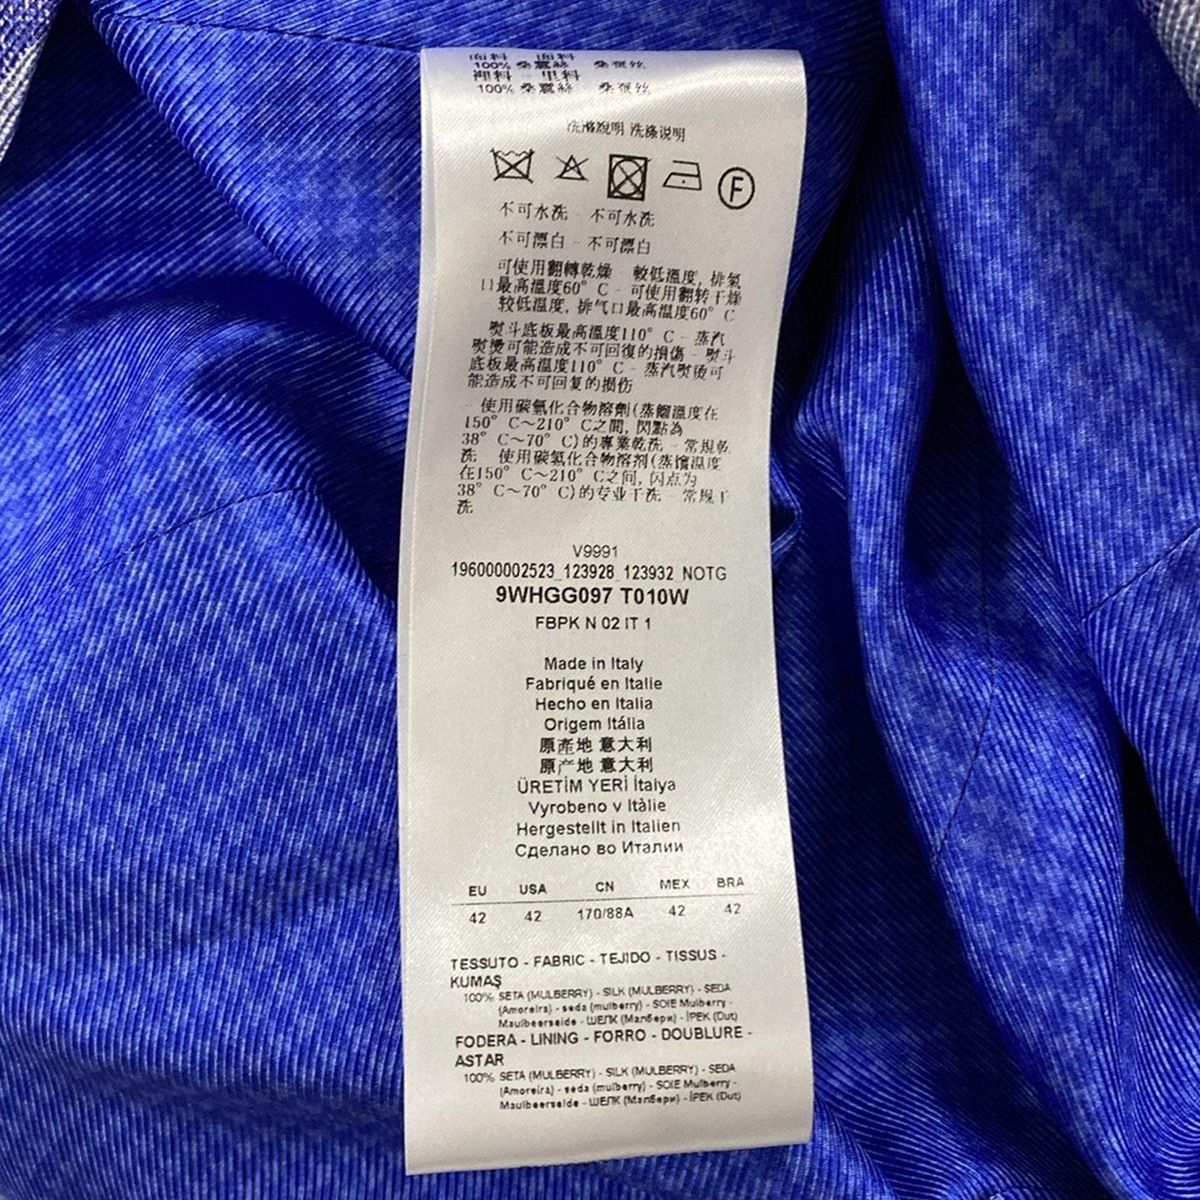 面料 面料
100% 桑蠶絲 桑蚕丝
裡料 - 里料
100% 桑蠶絲 桑蚕丝
洗滌說明 洗涤说明
F
不可水洗 - 不可水洗
- 不可漂白 - 不可漂白
可使用翻轉乾燥 - 較低溫度, 排氣
口最高溫度60° C - 可使用翻转干燥
较低温度, 排气口最高温度60° C
熨斗底板最高溫度110° C - 蒸汽
熨燙可能造成不可回復的損傷 - 熨斗
底板最高温度110° C - 蒸汽熨烫可
能造成不可回复的损伤
- 使用碳氫化合物溶劑(蒸餾溫度在
150° C～210° C之間, 閃點為
38° C～70° C)的專業乾洗 - 常規乾
洗 使用碳氢化合物溶剂(蒸馏温度
在150° C～210° C之间, 闪点为
38° C～70° C)的专业干洗 - 常规干
洗
V9991
196000002523_123928_123932_NOTG
9WHGG097 T010W
FBPK N 02 IT 1
Made in Italy
Fabriqué en Italie
Hecho en Italia
Origem Itália
原產地 意大利
原产地 意大利
ÜRETİM YERİ İtalya
Vyrobeno v Itàlie
Hergestellt in Italien
Сделано во Италии
EU USA CN MEX BRA
42 42 170/88A 42 42
TESSUTO - FABRIC - TEJIDO - TISSUS -
KUMAŞ
100% SETA (MULBERRY) - SILK (MULBERRY) - SEDA
(Amoreira) - seda (mulberry) - SOIE Mulberry -
Maulbeerseide - ШЕЛК (Малбери) - İPEK (Dut)
FODERA - LINING - FORRO - DOUBLURE -
ASTAR
100% SETA (MULBERRY) - SILK (MULBERRY) - SEDA
(Amoreira) - seda (mulberry) - SOIE Mulberry -
Maulbeerseide - ШЕЛК (Малбери) - İPEK (Dut)